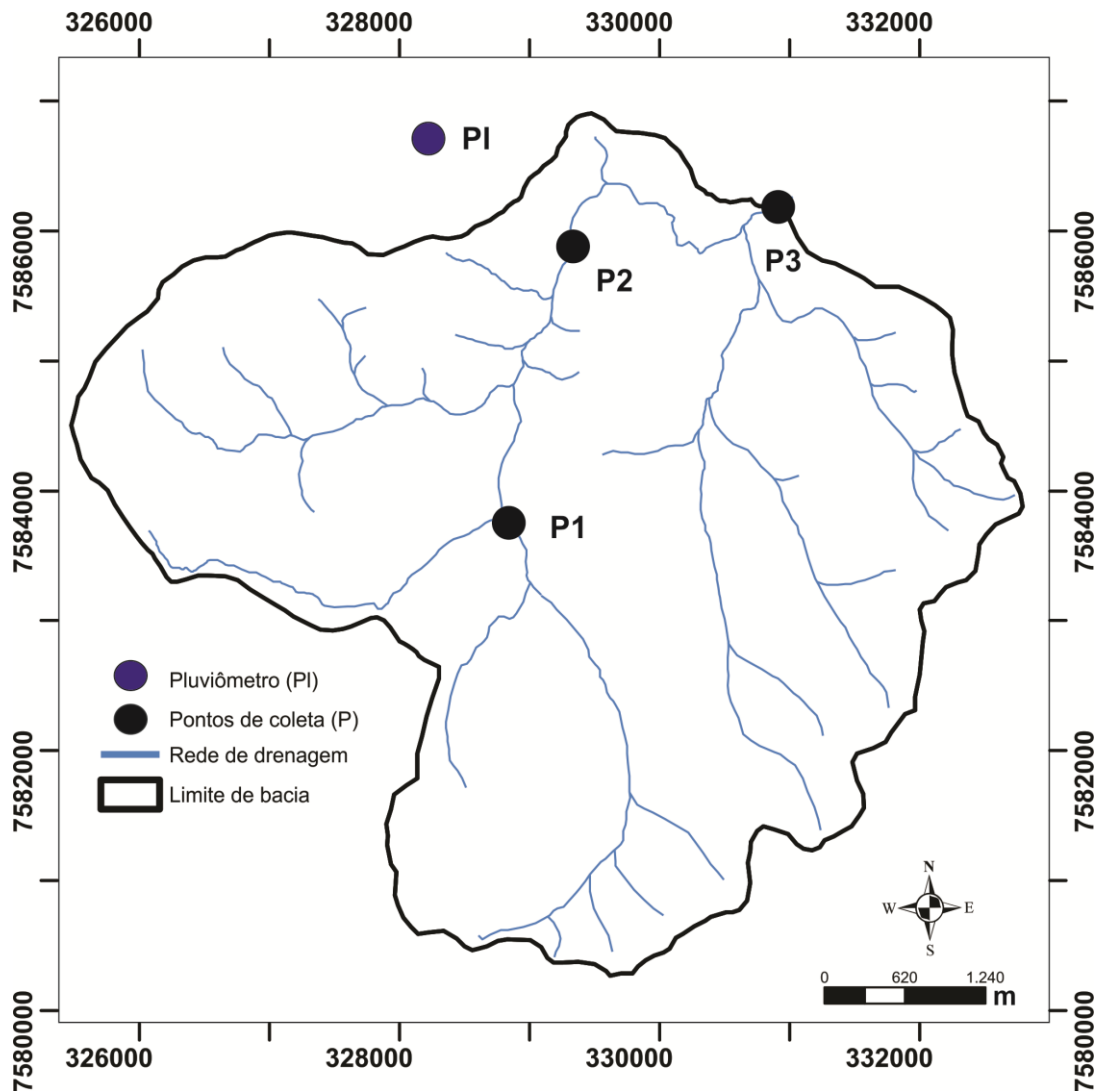 326000 328000 330000 332000
PI
7586000 7586000
P2
P3
7584000 7584000
P1
Pluviômetro (PI)
Pontos de coleta (P)
Rede de drenagem
Limite de bacia
7582000 7582000
N
W E
S
0 620 1.240
m
7580000 7580000
326000 328000 330000 332000